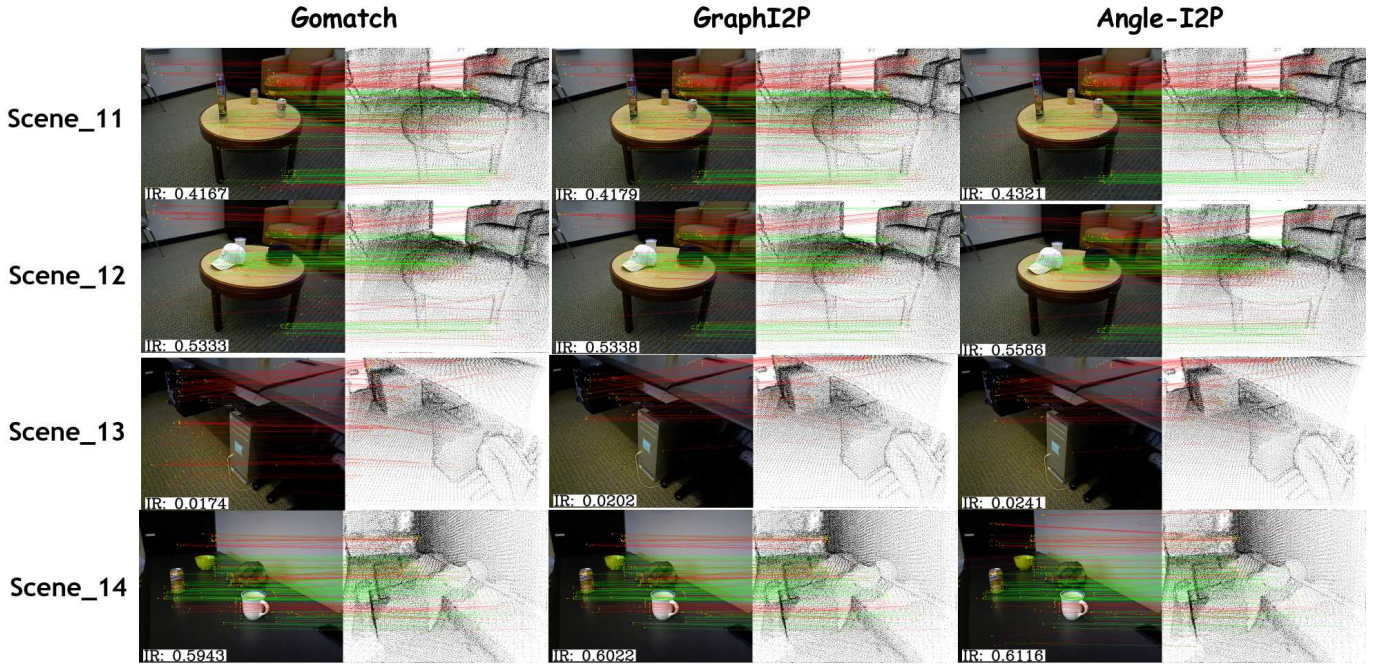 Gomatch GraphI2P Angle-I2P
Scene_11
IR: 0.4167 IR: 0.4179 IR: 0.4321
Scene_12
IR: 0.5333 IR: 0.5338 IR: 0.5586
Scene_13
IR: 0.0174 IR: 0.0202 IR: 0.0241
Scene_14
IR: 0.5943 IR: 0.6022 IR: 0.6116